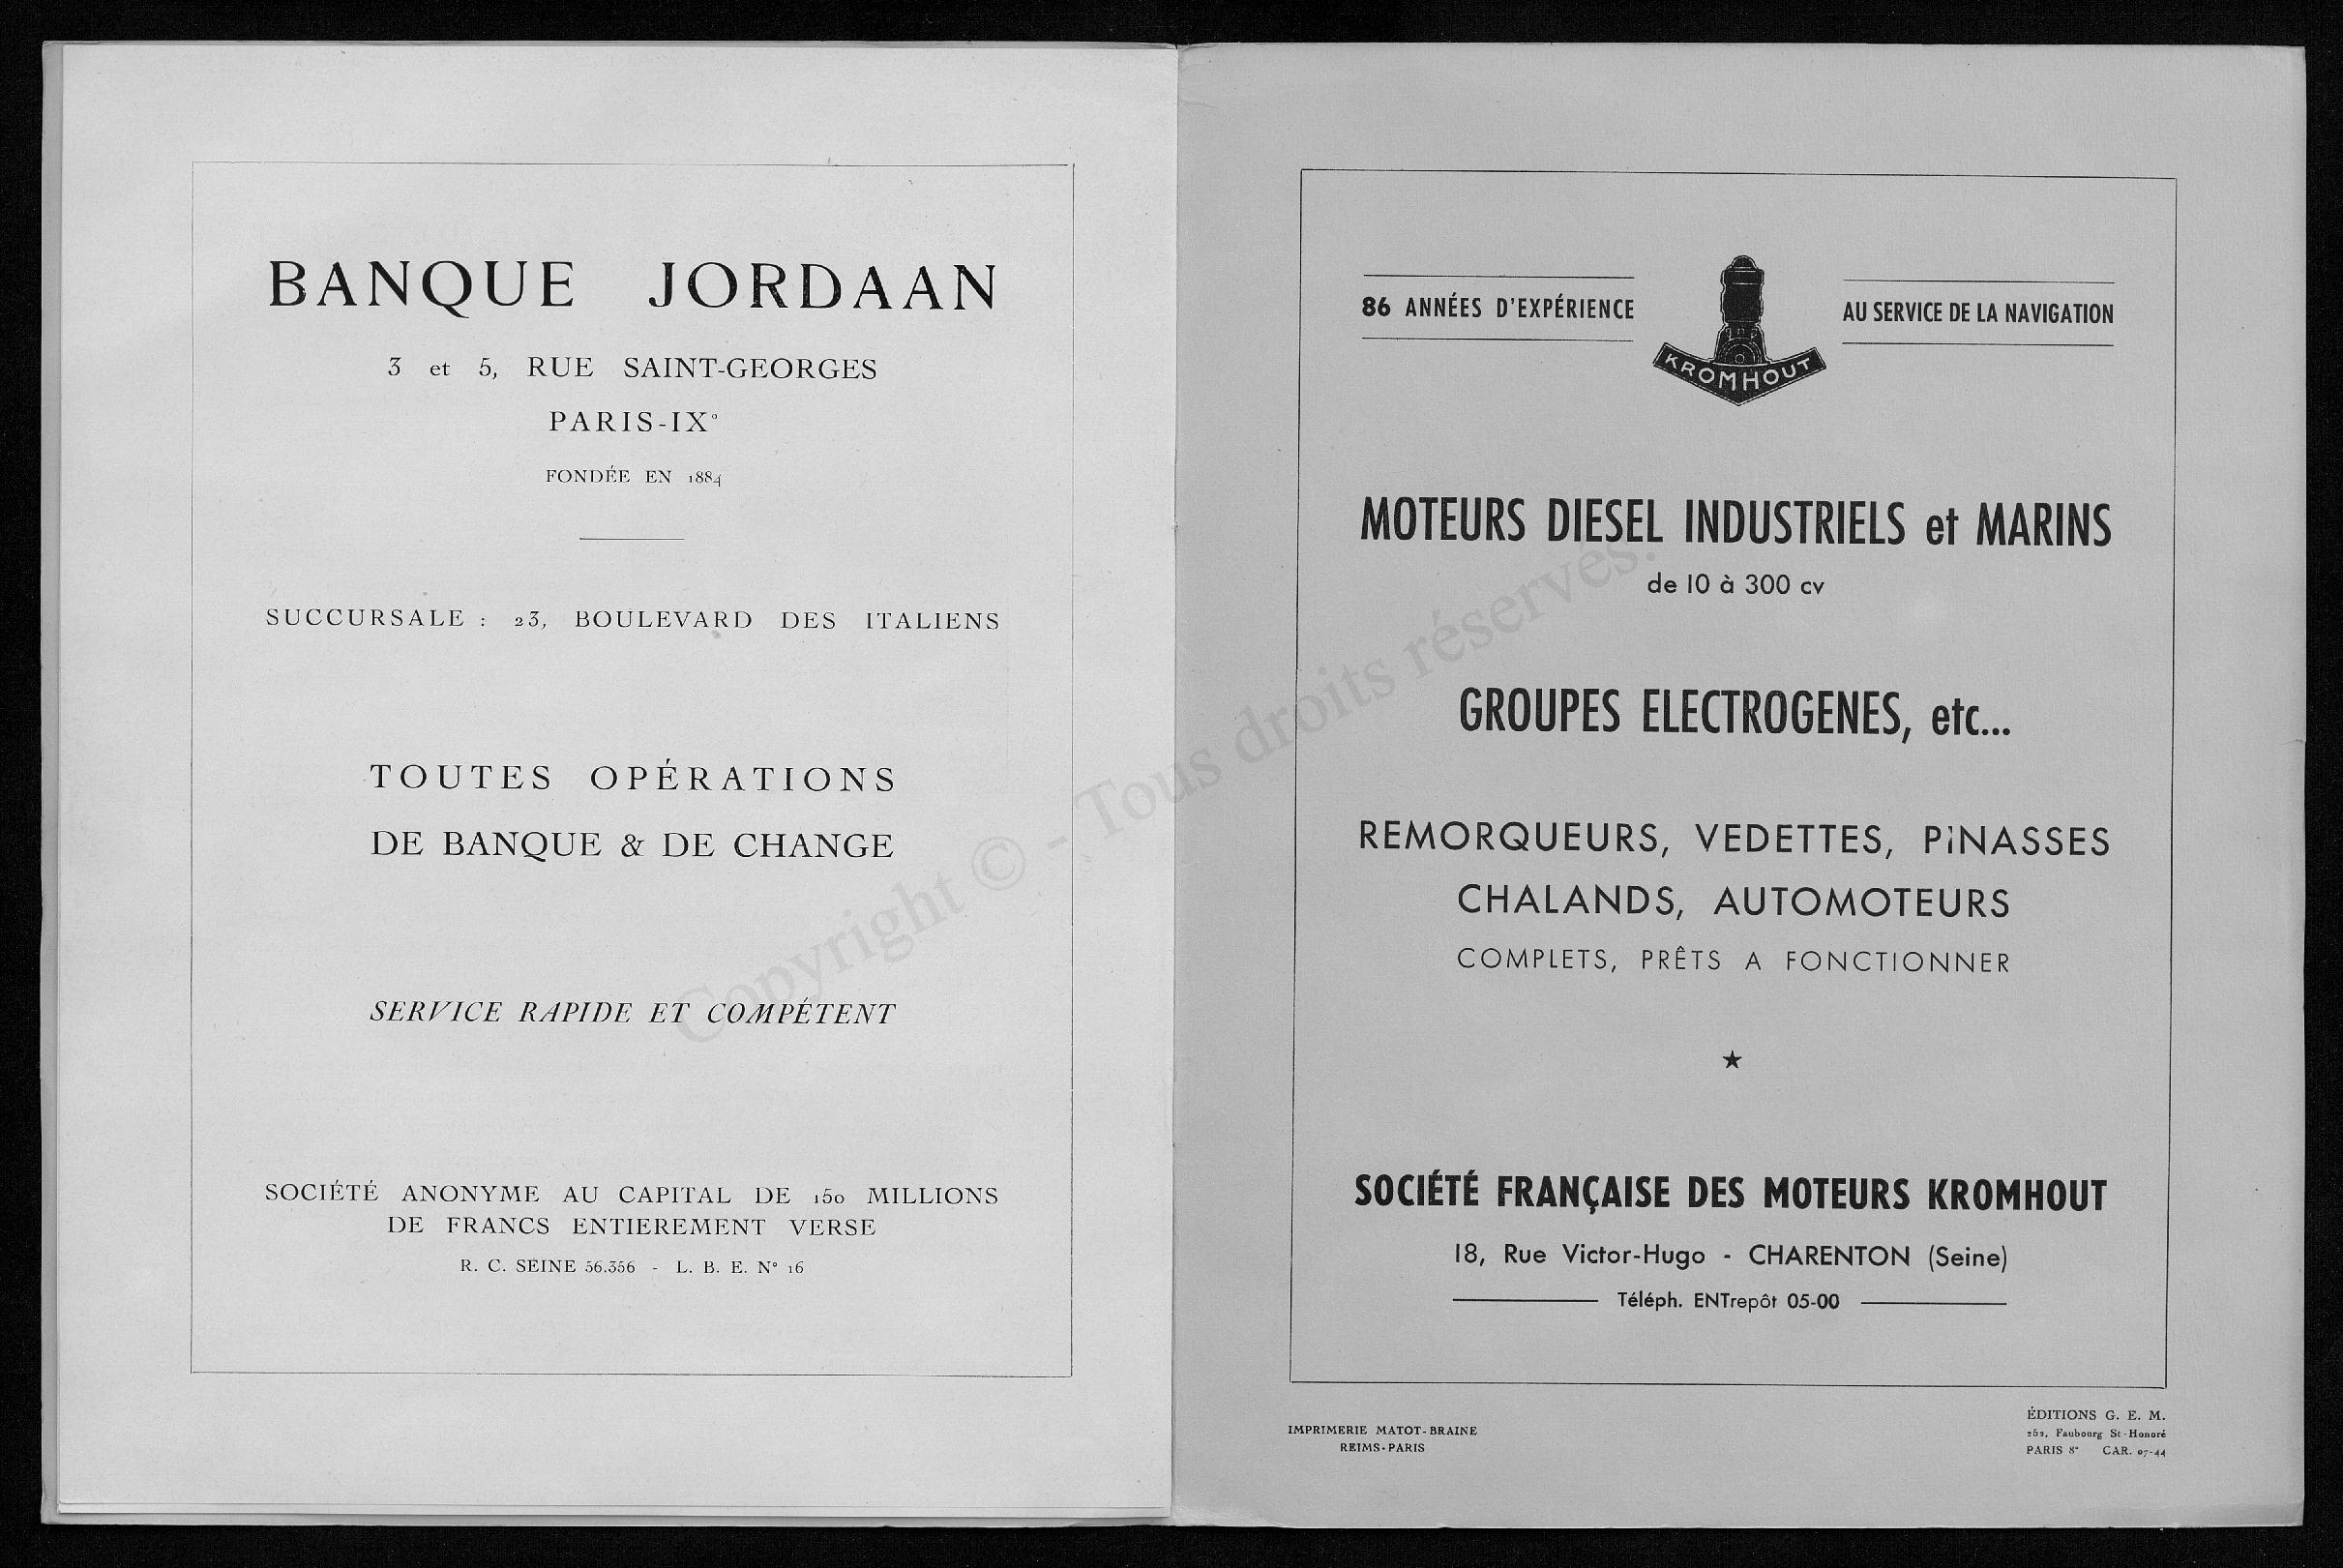 BANQUE JORDAAN
3 et 5, RUE SAINT-GEORGES
PARIS-IXº
FONDÉE EN 1884
SUCCURSALE : 23, BOULEVARD DES ITALIENS
TOUTES OPÉRATIONS
DE BANQUE & DE CHANGE
SERVICE RAPIDE ET COMPÉTENT
SOCIÉTÉ ANONYME AU CAPITAL DE 150 MILLIONS
DE FRANCS ENTIEREMENT VERSE
R. C. SEINE 56.356 - L. B. E. Nº 16
86 ANNÉES D'EXPÉRIENCE
KROMHOUT
AU SERVICE DE LA NAVIGATION
MOTEURS DIESEL INDUSTRIELS et MARINS
de 10 à 300 cv
GROUPES ELECTROGENES, etc...
REMORQUEURS, VEDETTES, PiNASSES
CHALANDS, AUTOMOTEURS
COMPLETS, PRÊTS A FONCTIONNER
★
SOCIÉTÉ FRANÇAISE DES MOTEURS KROMHOUT
18, Rue Victor-Hugo - CHARENTON (Seine)
Téléph. ENTrepôt 05-00
IMPRIMERIE MATOT-BRAINE
REIMS-PARIS
ÉDITIONS G. E. M.
252, Faubourg St-Honoré
PARIS 8º CAR. 07-44
Copyright © - Tous droits réservés.